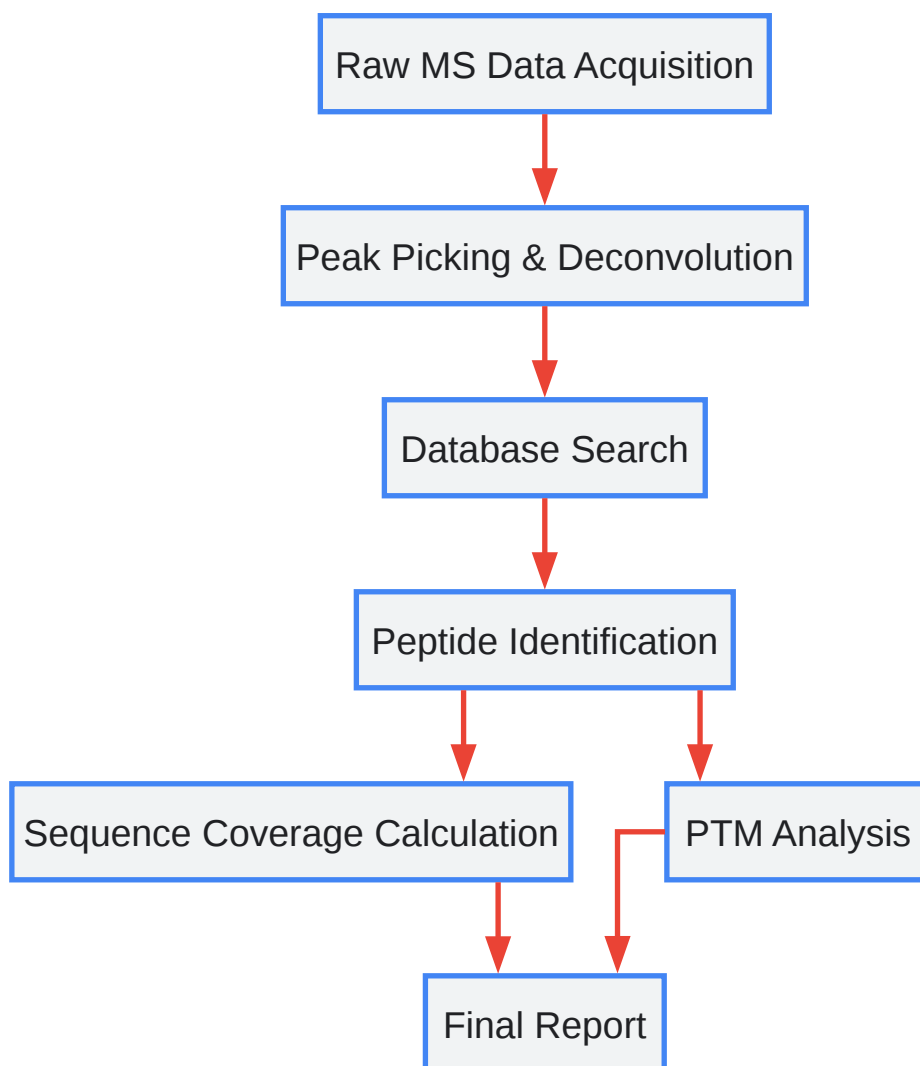 Raw MS Data Acquisition
Peak Picking & Deconvolution
Database Search
Peptide Identification
Sequence Coverage Calculation
PTM Analysis
Final Report